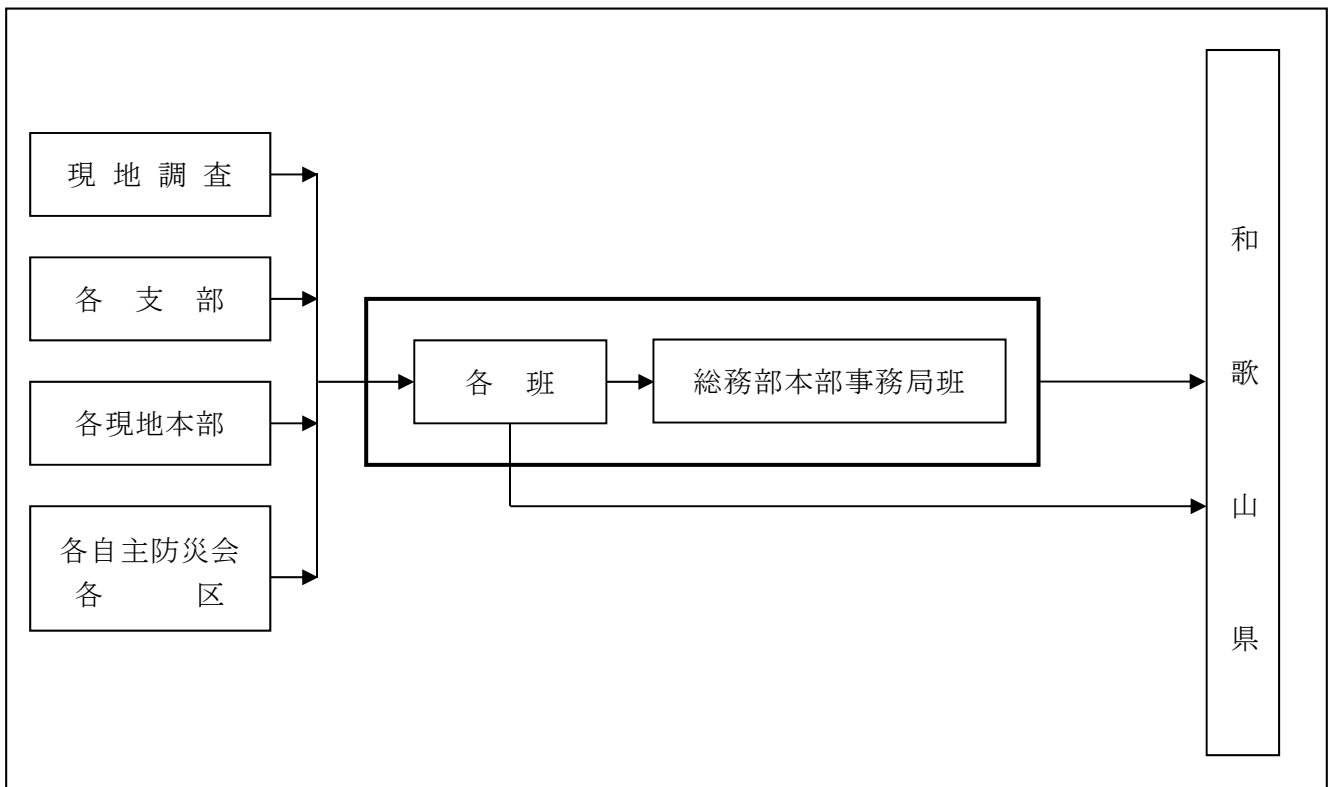 現地調査
各支部
各現地本部
各自主防災会
各区
各班
総務部本部事務局班
和歌山県